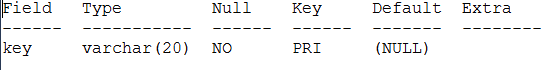 Field Type Null Key Default Extra
------ ----------- ------ ------ ------- --------
key varchar(20) NO PRI (NULL)